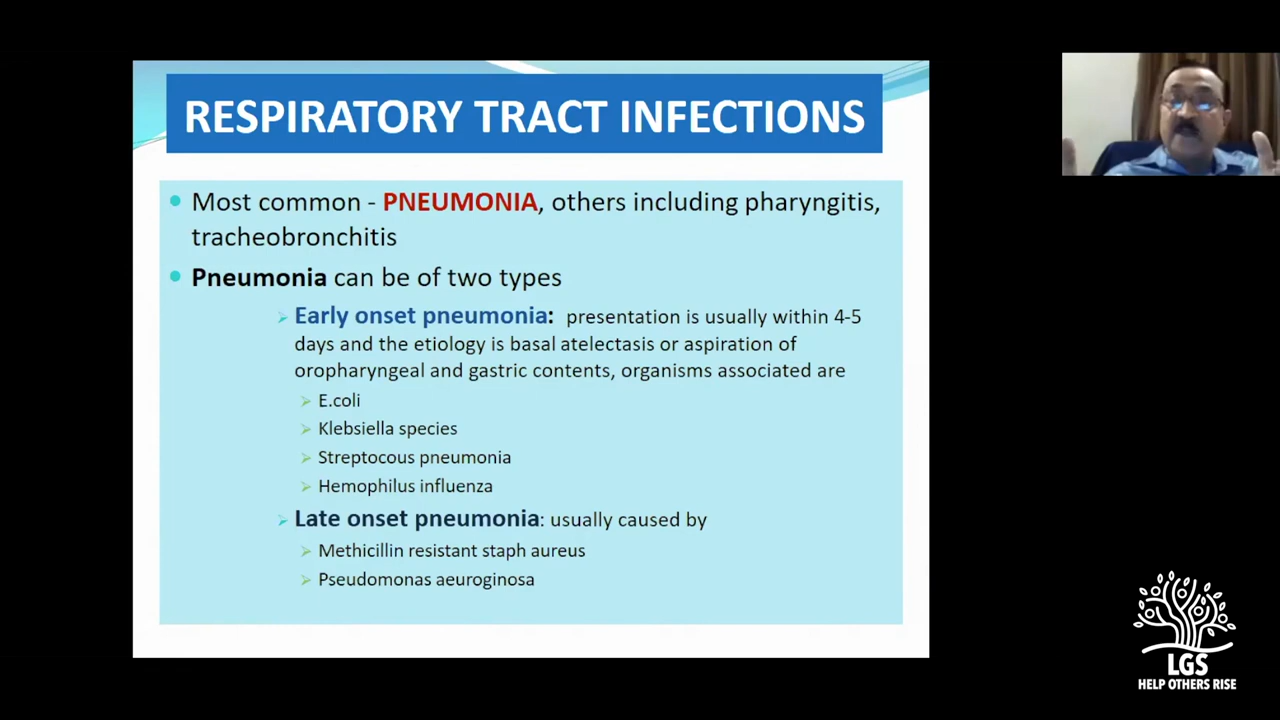 RESPIRATORY TRACT INFECTIONS
Most common - PNEUMONIA, others including pharyngitis,
tracheobronchitis
Pneumonia can be of two types
Early onset pneumonia: presentation is usually within 4-5
days and the etiology is basal atelectasis or aspiration of
oropharyngeal and gastric contents, organisms associated are
E.coli
Klebsiella species
Streptocous pneumonia
Hemophilus influenza
Late onset pneumonia: usually caused by
Methicillin resistant staph aureus
Pseudomonas aeuroginosa
LGS
HELP OTHERS RISE